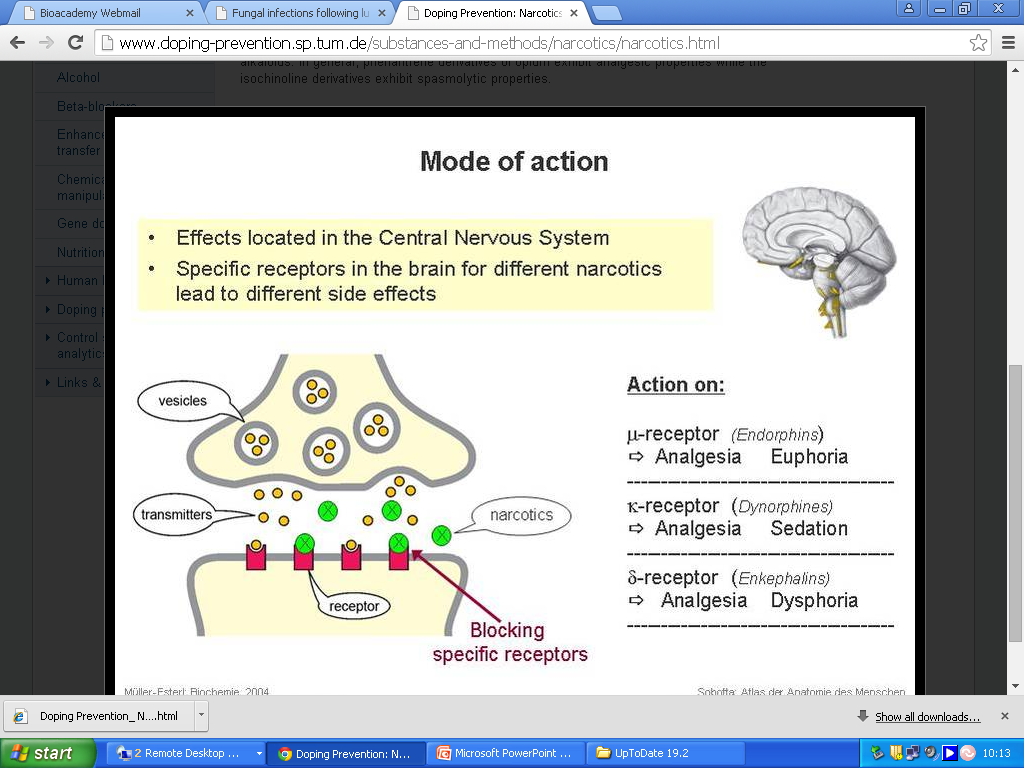 Bioacademy Webmail
Fungal infections following lu
Doping Prevention: Narcotics
www.doping-prevention.sp.tum.de/substances-and-methods/narcotics/narcotics.html
alkaloids. In general, phenantrene derivatives of opium exhibit analgesic properties while the
isochinoline derivatives exhibit spasmolytic properties.
Alcohol
Beta-blockers
Enhance
transfer
Chemica
manipula
Gene do
Nutrition
Human
Doping p
Control s
analytics
Links &
Mode of action
• Effects located in the Central Nervous System
• Specific receptors in the brain for different narcotics
lead to different side effects
vesicles
transmitters
narcotics
receptor
Blocking
specific receptors
Action on:
μ-receptor (Endorphins)
⇨ Analgesia Euphoria
κ-receptor (Dynorphines)
⇨ Analgesia Sedation
δ-receptor (Enkephalins)
⇨ Analgesia Dysphoria
Müller-Esterl: Biochemie, 2004
Sobotta: Atlas der Anatomie des Menschen
Doping Prevention_ N....html
Show all downloads...
start
2 Remote Desktop ...
Doping Prevention: N...
Microsoft PowerPoint ...
UpToDate 19.2
10:13